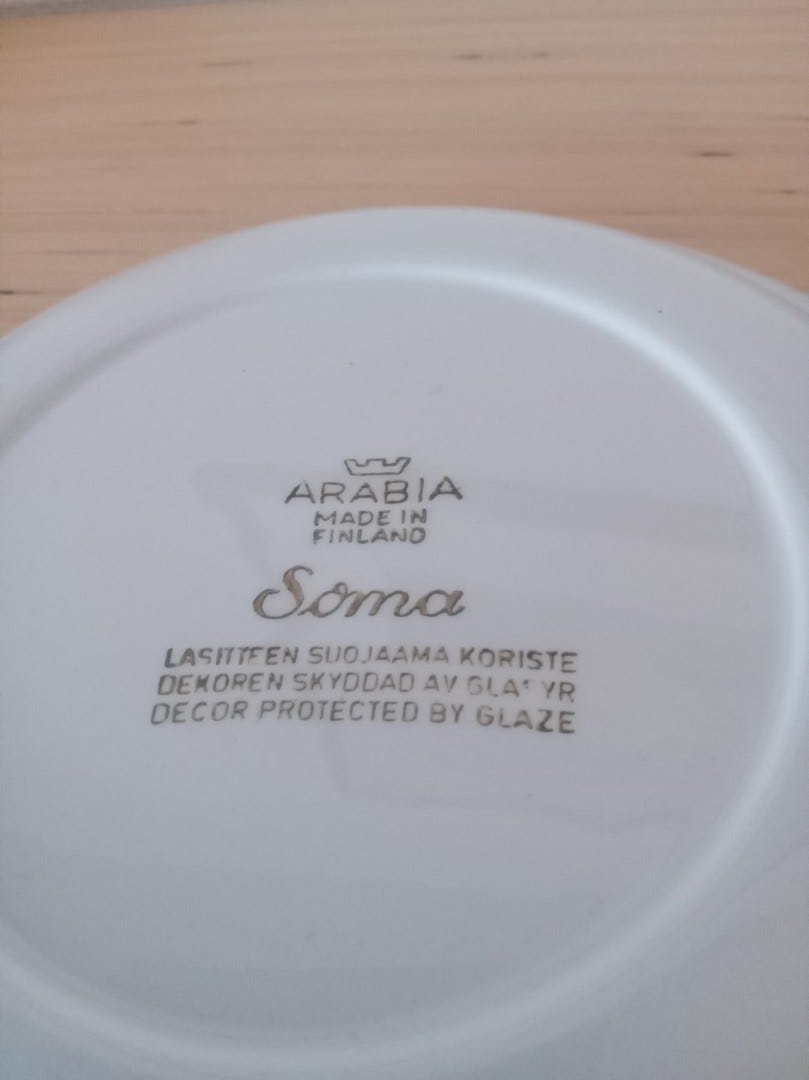 ARABIA
MADE IN
FINLAND
Soma
LASITTEEN SUOJAAMA KORISTE
DEKOREN SKYDDAD AV
DECOR PROTECTED BY GLAZE